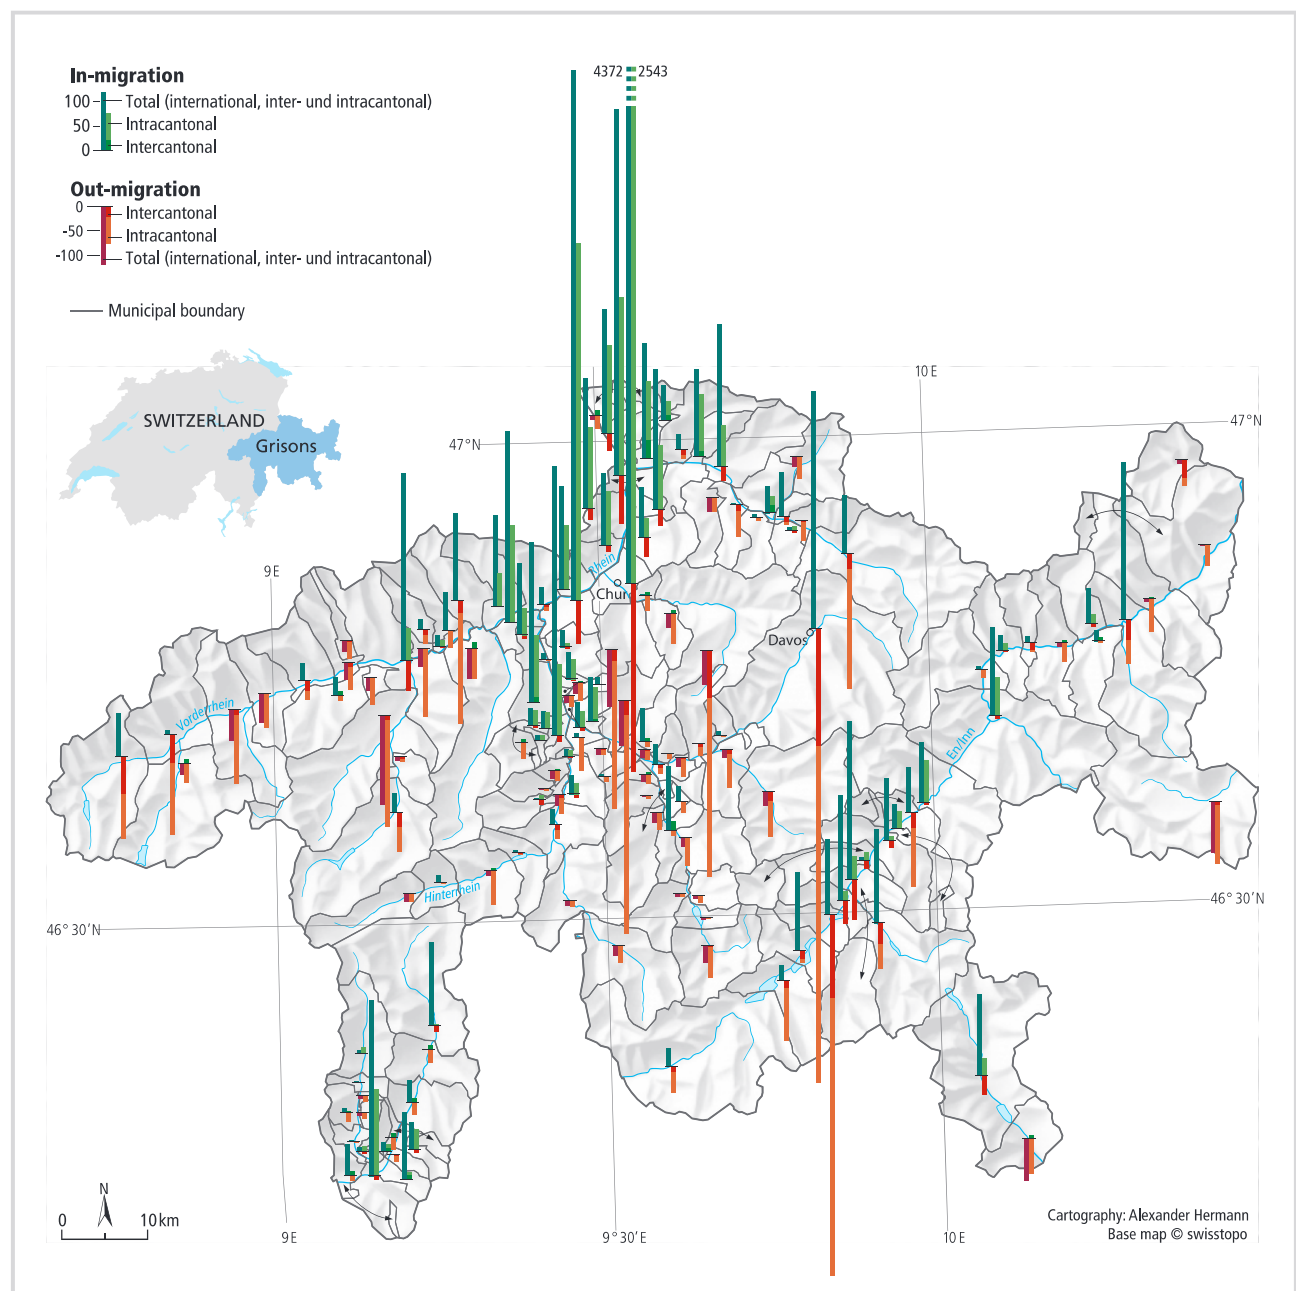 4372 2543
In-migration
100
50
0
Total (international, inter- und intracantonal)
Intracantonal
Intercantonal
Out-migration
0
-50
-100
Intercantonal
Intracantonal
Total (international, inter- und intracantonal)
Municipal boundary
SWITZERLAND
Grisons
10 E
47°N
47°N
9 E
Rhein
Chur
Davos
Vorderrhein
En/Inn
Hinterrhein
46° 30’N
46° 30’N
N
0 10 km
9 E
9° 30’E
10 E
Cartography: Alexander Hermann
Base map © swisstopo